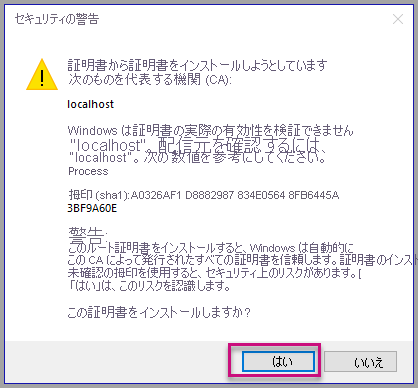 セキュリティの警告
証明書から証明書をインストールしようとしています
次のものを代表する機関 (CA):
localhost
Windows は証明書の実際の有効性を検証できません
"localhost"。配信元を確認するには、
"localhost"。次の数値を参考にしてください。
Process
拇印 (sha1):A0326AF1 D8882987 834E0564 8FB6445A
3BF9A60E
警告:
このルート証明書をインストールすると、Windows は自動的に
この CA によって発行されたすべての証明書を信頼します。証明書のインスト
未確認の拇印を使用すると、セキュリティ上のリスクがあります。[
「はい」は、このリスクを認識します。
この証明書をインストールしますか?
はい
いいえ